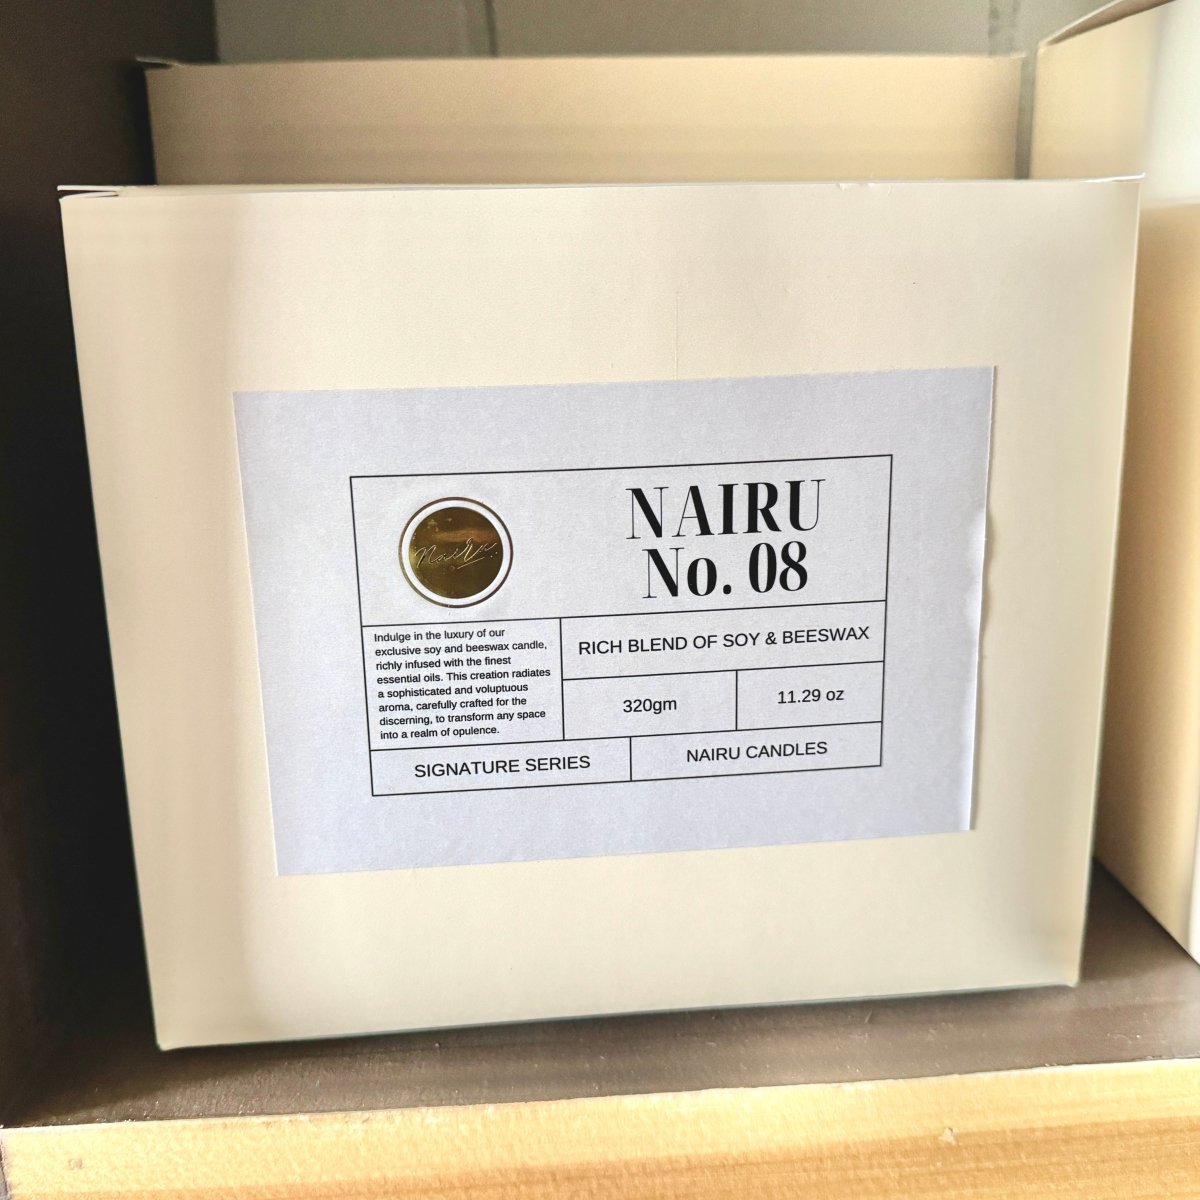 Nairu
NAIRU
No. 08
Indulge in the luxury of our
exclusive soy and beeswax candle,
richly infused with the finest
essential oils. This creation radiates
a sophisticated and voluptuous
aroma, carefully crafted for the
discerning, to transform any space
into a realm of opulence.
RICH BLEND OF SOY & BEESWAX
320gm
11.29 oz
SIGNATURE SERIES
NAIRU CANDLES